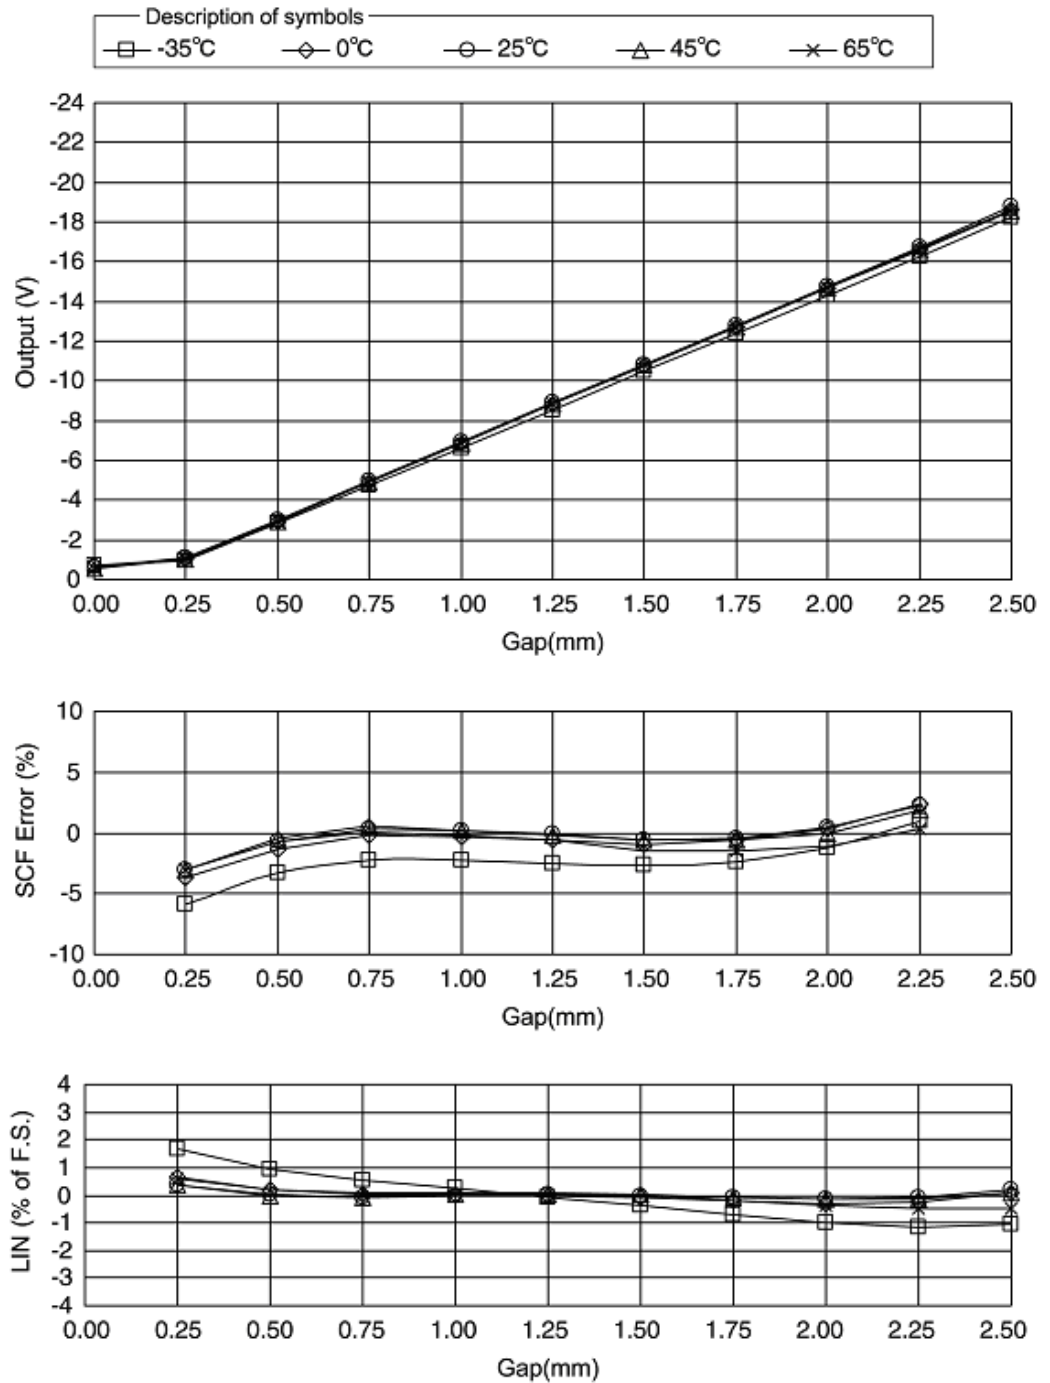 Description of symbols
-35℃ 0℃ 25℃ 45℃ 65℃
-24
-22
-20
-18
-16
-14
-12
-10
-8
-6
-4
-2
0
Output (V)
0.00 0.25 0.50 0.75 1.00 1.25 1.50 1.75 2.00 2.25 2.50
Gap(mm)
10
5
0
-5
-10
SCF Error (%)
0.00 0.25 0.50 0.75 1.00 1.25 1.50 1.75 2.00 2.25 2.50
Gap(mm)
4
3
2
1
0
-1
-2
-3
-4
LIN (% of F.S.)
0.00 0.25 0.50 0.75 1.00 1.25 1.50 1.75 2.00 2.25 2.50
Gap(mm)